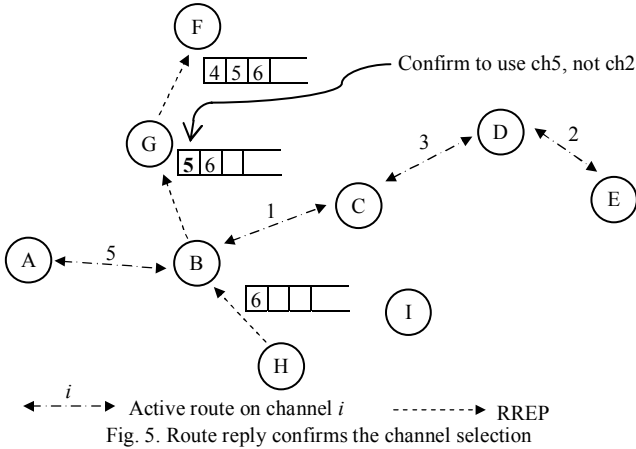 F
4 5 6
Confirm to use ch5, not ch2
G
5 6
D
3
2
C
E
1
A
5
B
6
I
H
i
Active route on channel i
RREP
Fig. 5. Route reply confirms the channel selection